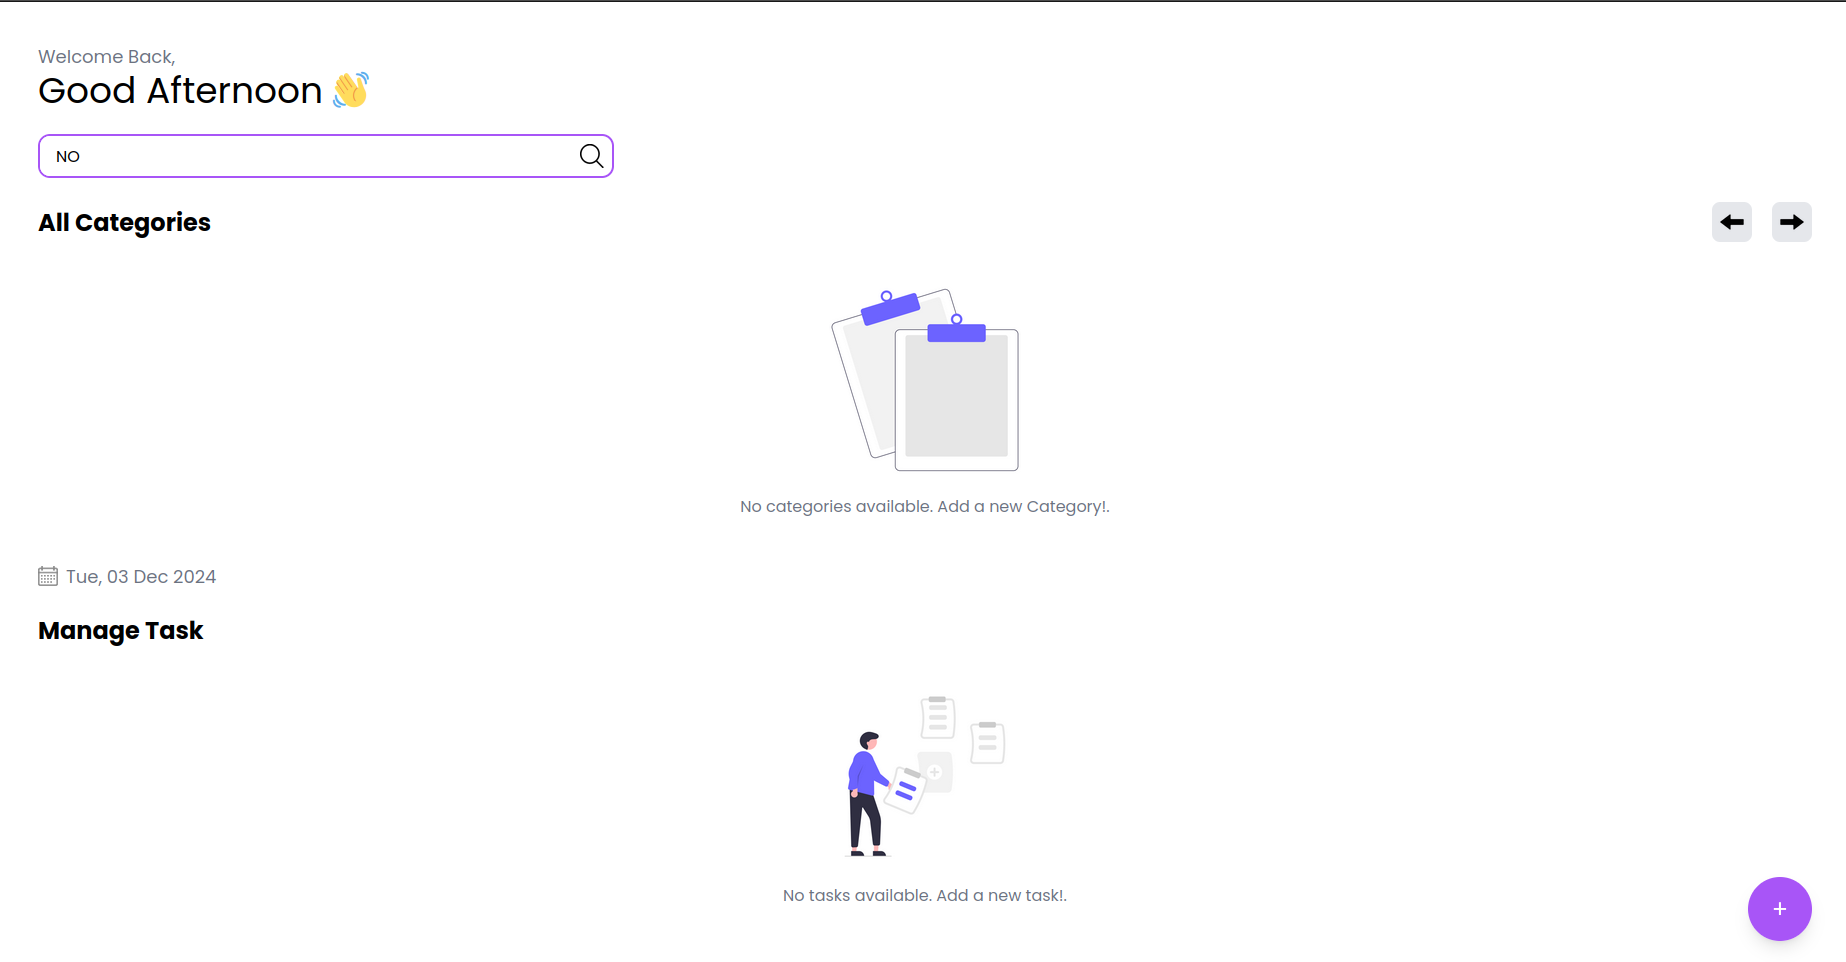 Welcome Back,
Good Afternoon 👋
NO
All Categories
No categories available. Add a new Category!.
Tue, 03 Dec 2024
Manage Task
No tasks available. Add a new task!.
+